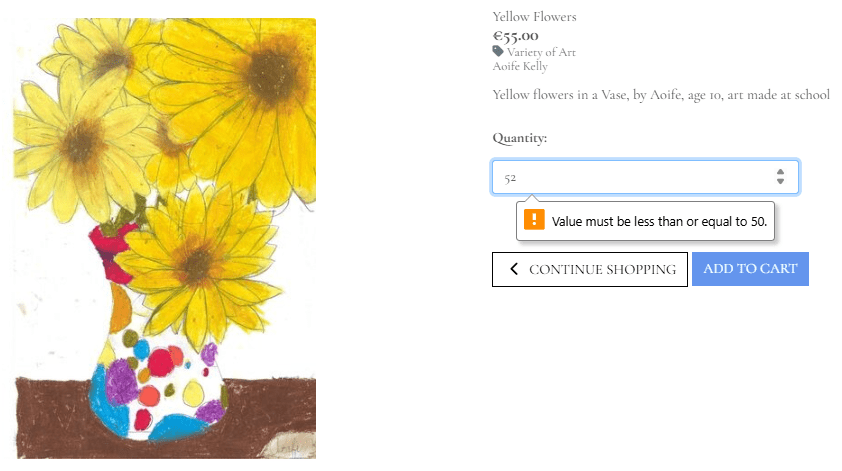 Yellow Flowers
€55.00
Variety of Art
Aoife Kelly
Yellow flowers in a Vase, by Aoife, age 10, art made at school
Quantity:
52
Value must be less than or equal to 50.
CONTINUE SHOPPING ADD TO CART